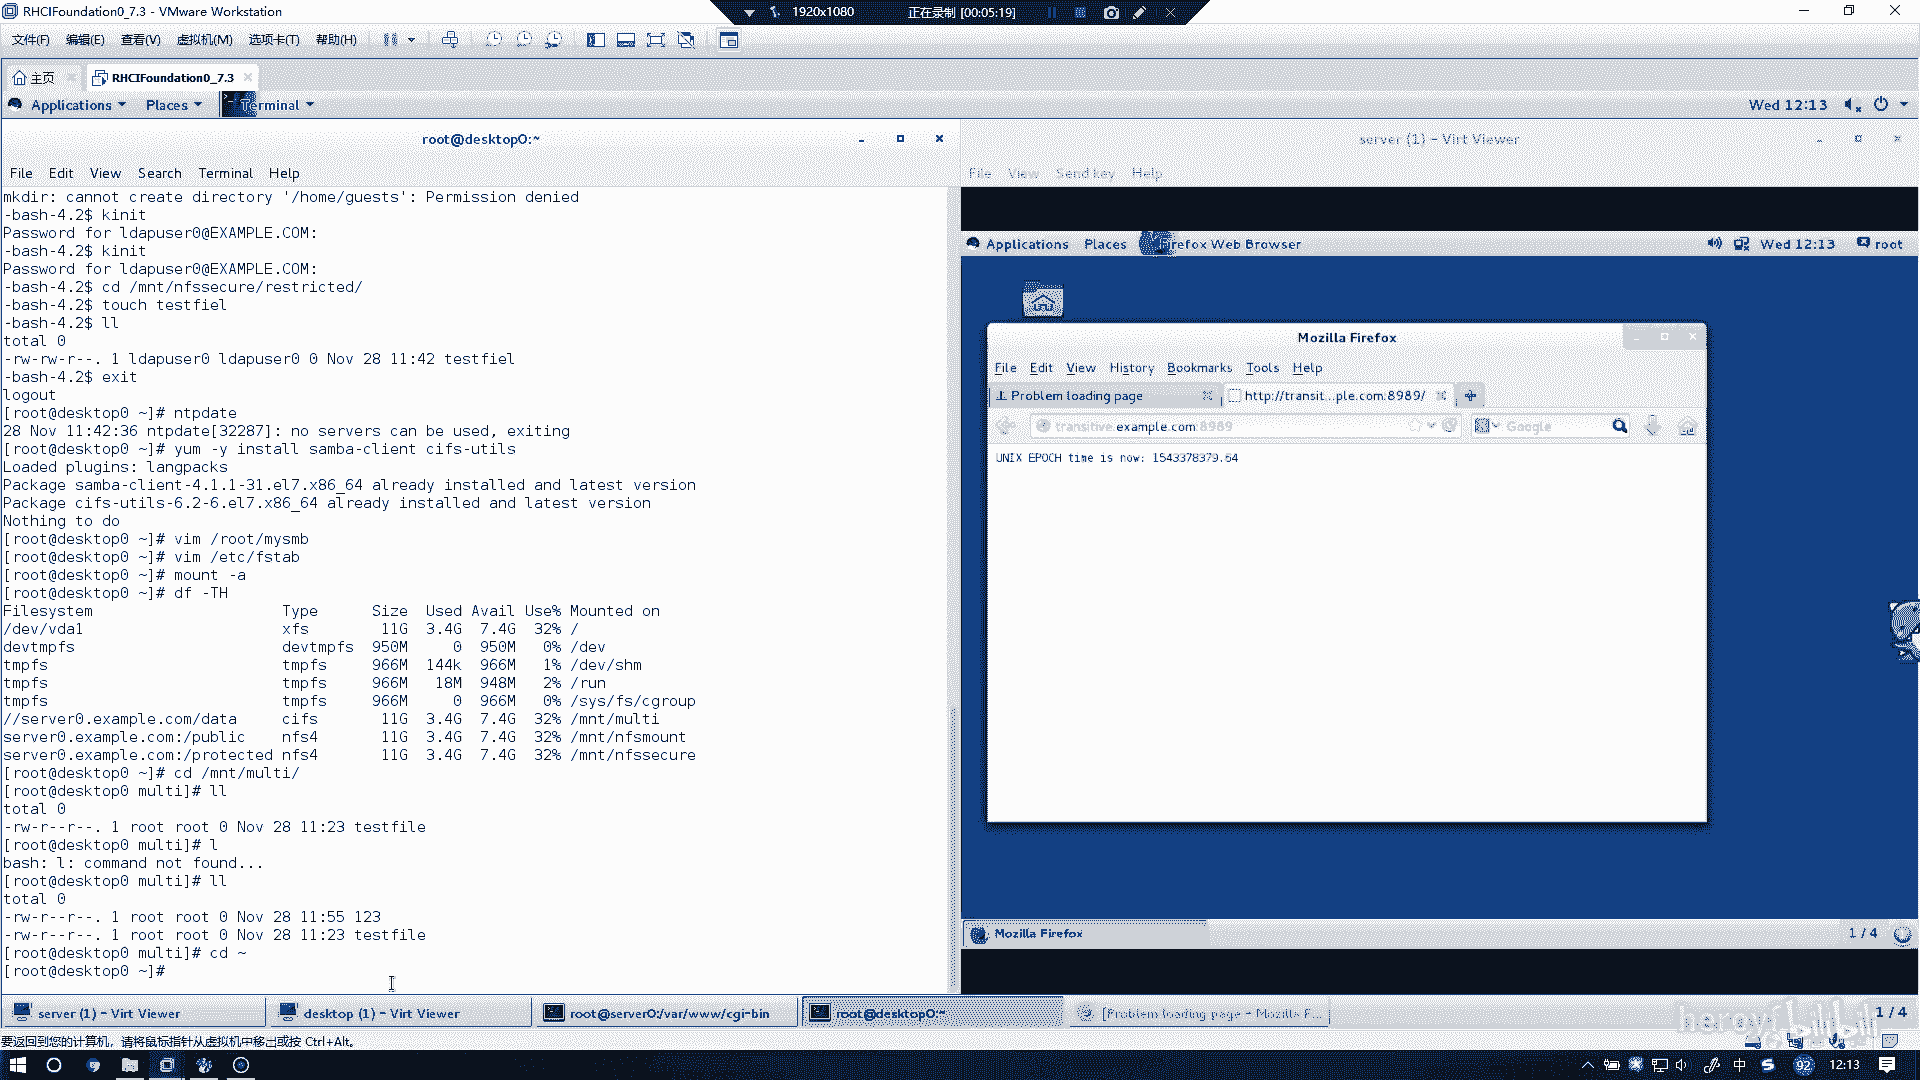 RHCIFoundation0_7.3 - VMware Workstation
1920x1080
正在录制 [00:05:19]
文件(F) 编辑(E) 查看(V) 虚拟机(M) 选项卡(T) 帮助(H)
主页
RHCIFoundation0_7.3
Applications Places Terminal
Wed 12:13
root@desktop0:~
File Edit View Search Terminal Help
mkdir: cannot create directory '/home/guests': Permission denied
-bash-4.2$ kinit
Password for ldapuser0@EXAMPLE.COM:
-bash-4.2$ kinit
Password for ldapuser0@EXAMPLE.COM:
-bash-4.2$ cd /mnt/nfssecure/restricted/
-bash-4.2$ touch testfiel
-bash-4.2$ ll
total 0
-rw-rw-r--. 1 ldapuser0 ldapuser0 0 Nov 28 11:42 testfiel
-bash-4.2$ exit
logout
[root@desktop0 ~]# ntpdate
28 Nov 11:42:36 ntpdate[32287]: no servers can be used, exiting
[root@desktop0 ~]# yum -y install samba-client cifs-utils
Loaded plugins: langpacks
Package samba-client-4.1.1-31.el7.x86_64 already installed and latest version
Package cifs-utils-6.2-6.el7.x86_64 already installed and latest version
Nothing to do
[root@desktop0 ~]# vim /root/mysmb
[root@desktop0 ~]# vim /etc/fstab
[root@desktop0 ~]# mount -a
[root@desktop0 ~]# df -TH
Filesystem Type Size Used Avail Use% Mounted on
/dev/vda1 xfs 11G 3.4G 7.4G 32% /
devtmpfs devtmpfs 950M 0 950M 0% /dev
tmpfs tmpfs 966M 144k 966M 1% /dev/shm
tmpfs tmpfs 966M 18M 948M 2% /run
tmpfs tmpfs 966M 0 966M 0% /sys/fs/cgroup
//server0.example.com/data cifs 11G 3.4G 7.4G 32% /mnt/multi
server0.example.com:/public nfs4 11G 3.4G 7.4G 32% /mnt/nfsmount
server0.example.com:/protected nfs4 11G 3.4G 7.4G 32% /mnt/nfssecure
[root@desktop0 ~]# cd /mnt/multi/
[root@desktop0 multi]# ll
total 0
-rw-r--r--. 1 root root 0 Nov 28 11:23 testfile
[root@desktop0 multi]# l
bash: l: command not found...
[root@desktop0 multi]# ll
total 0
-rw-r--r--. 1 root root 0 Nov 28 11:55 123
-rw-r--r--. 1 root root 0 Nov 28 11:23 testfile
[root@desktop0 multi]# cd ~
[root@desktop0 ~]#
server (1) - Virt Viewer
File View Send key Help
Applications Places Firefox Web Browser
Wed 12:13 root
Mozilla Firefox
File Edit View History Bookmarks Tools Help
Problem loading page
http://transit...ple.com:8989/
transitive.example.com:8989
Google
UNIX EPOCH time is now: 1543378379.64
Mozilla Firefox
1 / 4
server (1) - Virt Viewer
desktop (1) - Virt Viewer
root@server0:/var/www/cgi-bin
root@desktop0:~
[Problem loading page - Mozilla F...
1 / 4
要返回到您的计算机，请将鼠标指针从虚拟机中移出或按 Ctrl+Alt。
中
92
12:13